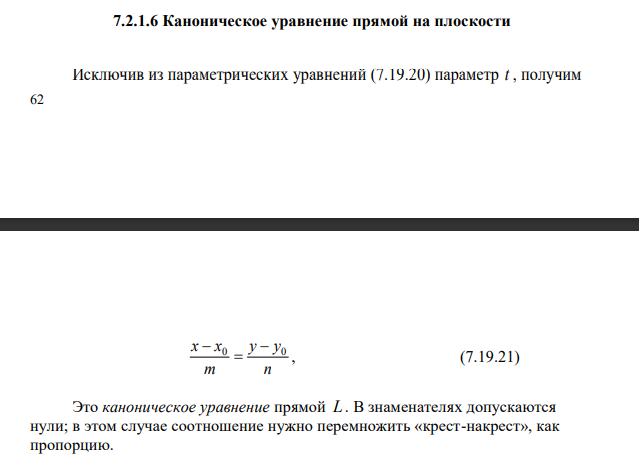 7.2.1.6 Каноническое уравнение прямой на плоскости
Исключив из параметрических уравнений (7.19.20) параметр t , получим
62
\frac{x - x_0}{m} = \frac{y - y_0}{n}, (7.19.21)
Это каноническое уравнение прямой L . В знаменателях допускаются
нули; в этом случае соотношение нужно перемножить «крест-накрест», как
пропорцию.